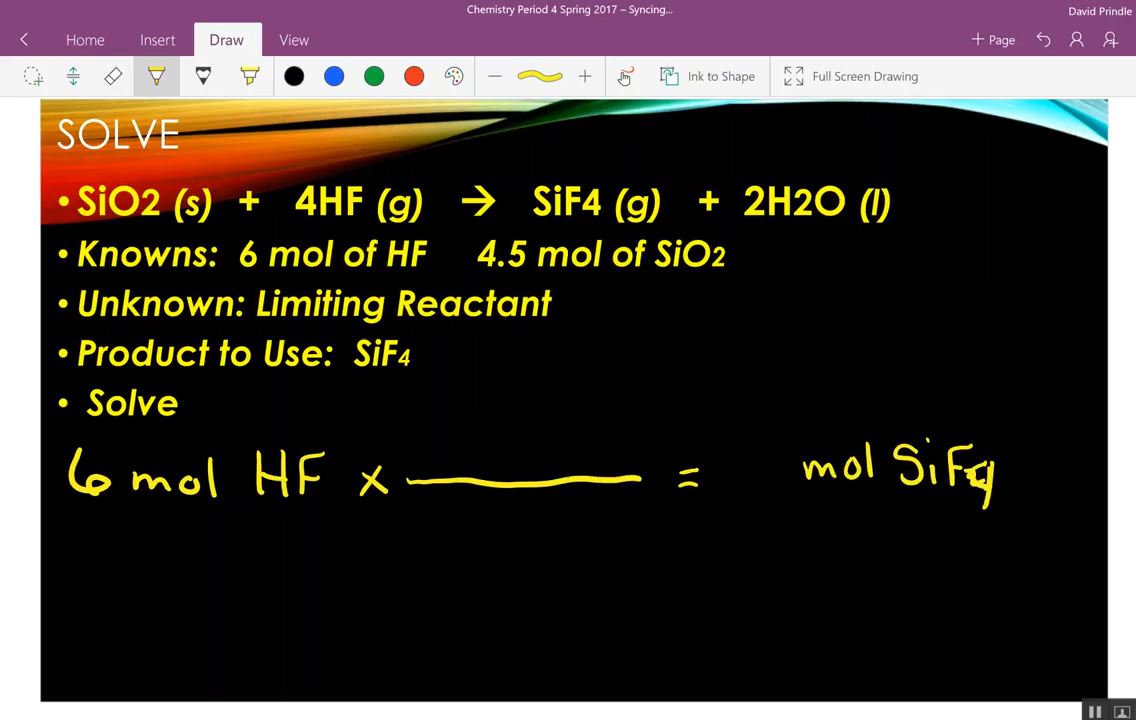 Chemistry Period 4 Spring 2017 – Syncing...
David Prindle
Home Insert Draw View
+ Page
Ink to Shape Full Screen Drawing
SOLVE
• SiO2 (s) + 4HF (g) → SiF4 (g) + 2H2O (l)
• Knowns: 6 mol of HF 4.5 mol of SiO₂
• Unknown: Limiting Reactant
• Product to Use: SiF₄
• Solve
6 mol HF x ――― = mol SiF₄